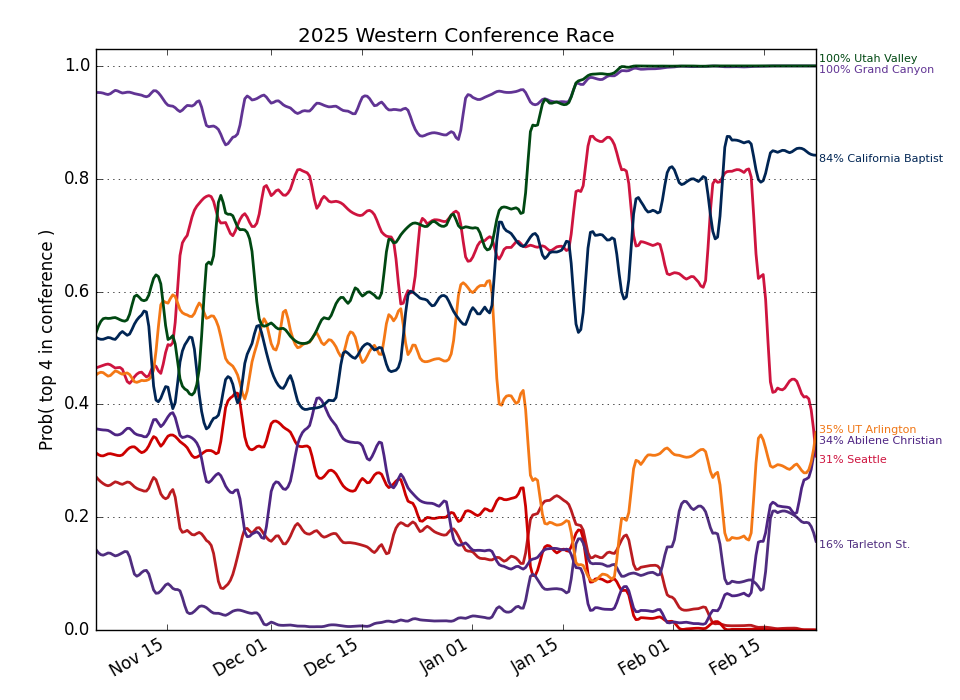 2025 Western Conference Race
Prob( top 4 in conference )
1.0
0.8
0.6
0.4
0.2
0.0
Nov 15
Dec 01
Dec 15
Jan 01
Jan 15
Feb 01
Feb 15
100% Utah Valley
100% Grand Canyon
84% California Baptist
35% UT Arlington
34% Abilene Christian
31% Seattle
16% Tarleton St.